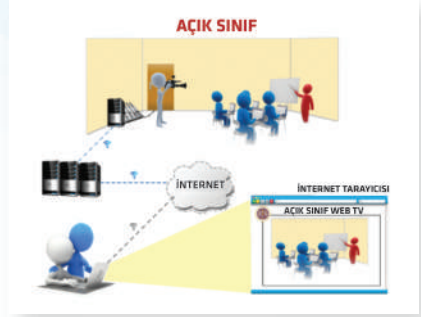 AÇIK SINIF
İNTERNET
İNTERNET TARAYICISI
AÇIK SINIF WEB TV